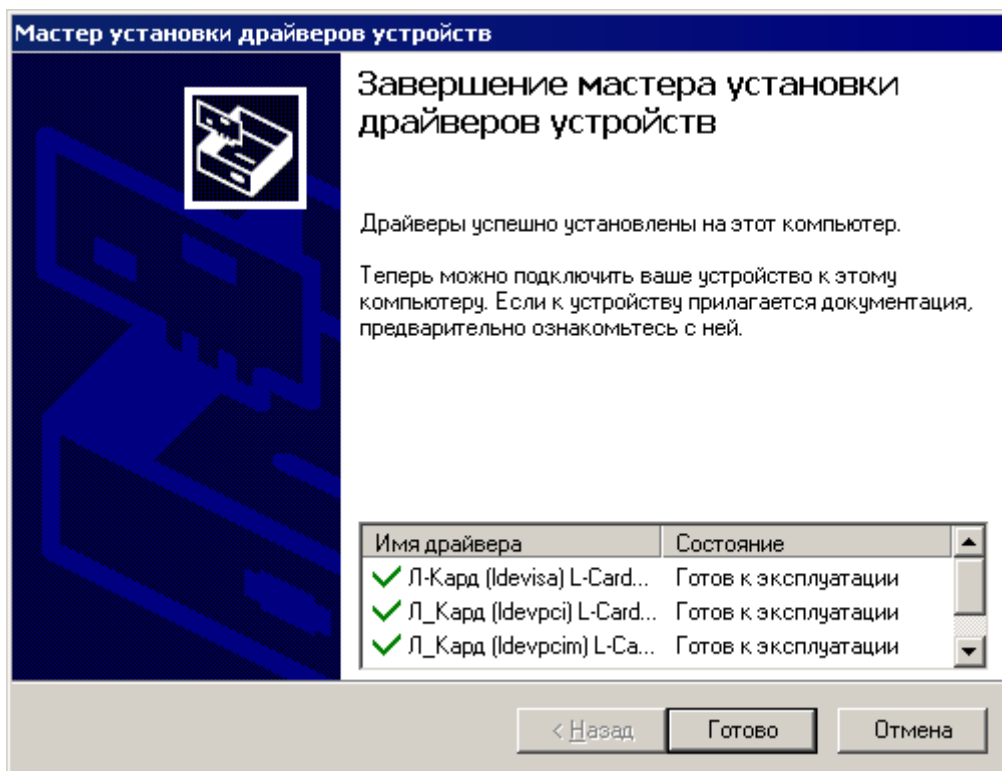 Мастер установки драйверов устройств
Завершение мастера установки
драйверов устройств
Драйверы успешно установлены на этот компьютер.
Теперь можно подключить ваше устройство к этому
компьютеру. Если к устройству прилагается документация,
предварительно ознакомьтесь с ней.
Имя драйвера Состояние
Л-Кард (ldevisa) L-Card... Готов к эксплуатации
Л_Кард (ldevpci) L-Card... Готов к эксплуатации
Л_Кард (ldevpcim) L-Ca... Готов к эксплуатации
< Назад Готово Отмена